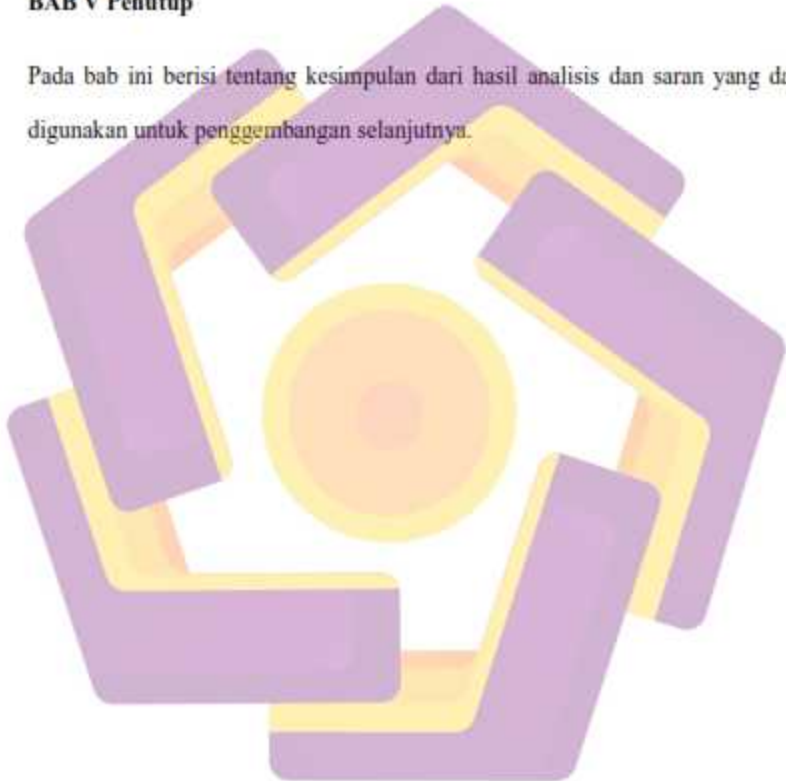 BAB V Penutup
Pada bab ini berisi tentang kesimpulan dari hasil analisis dan saran yang
digunakan untuk penggembangan selanjutnya.